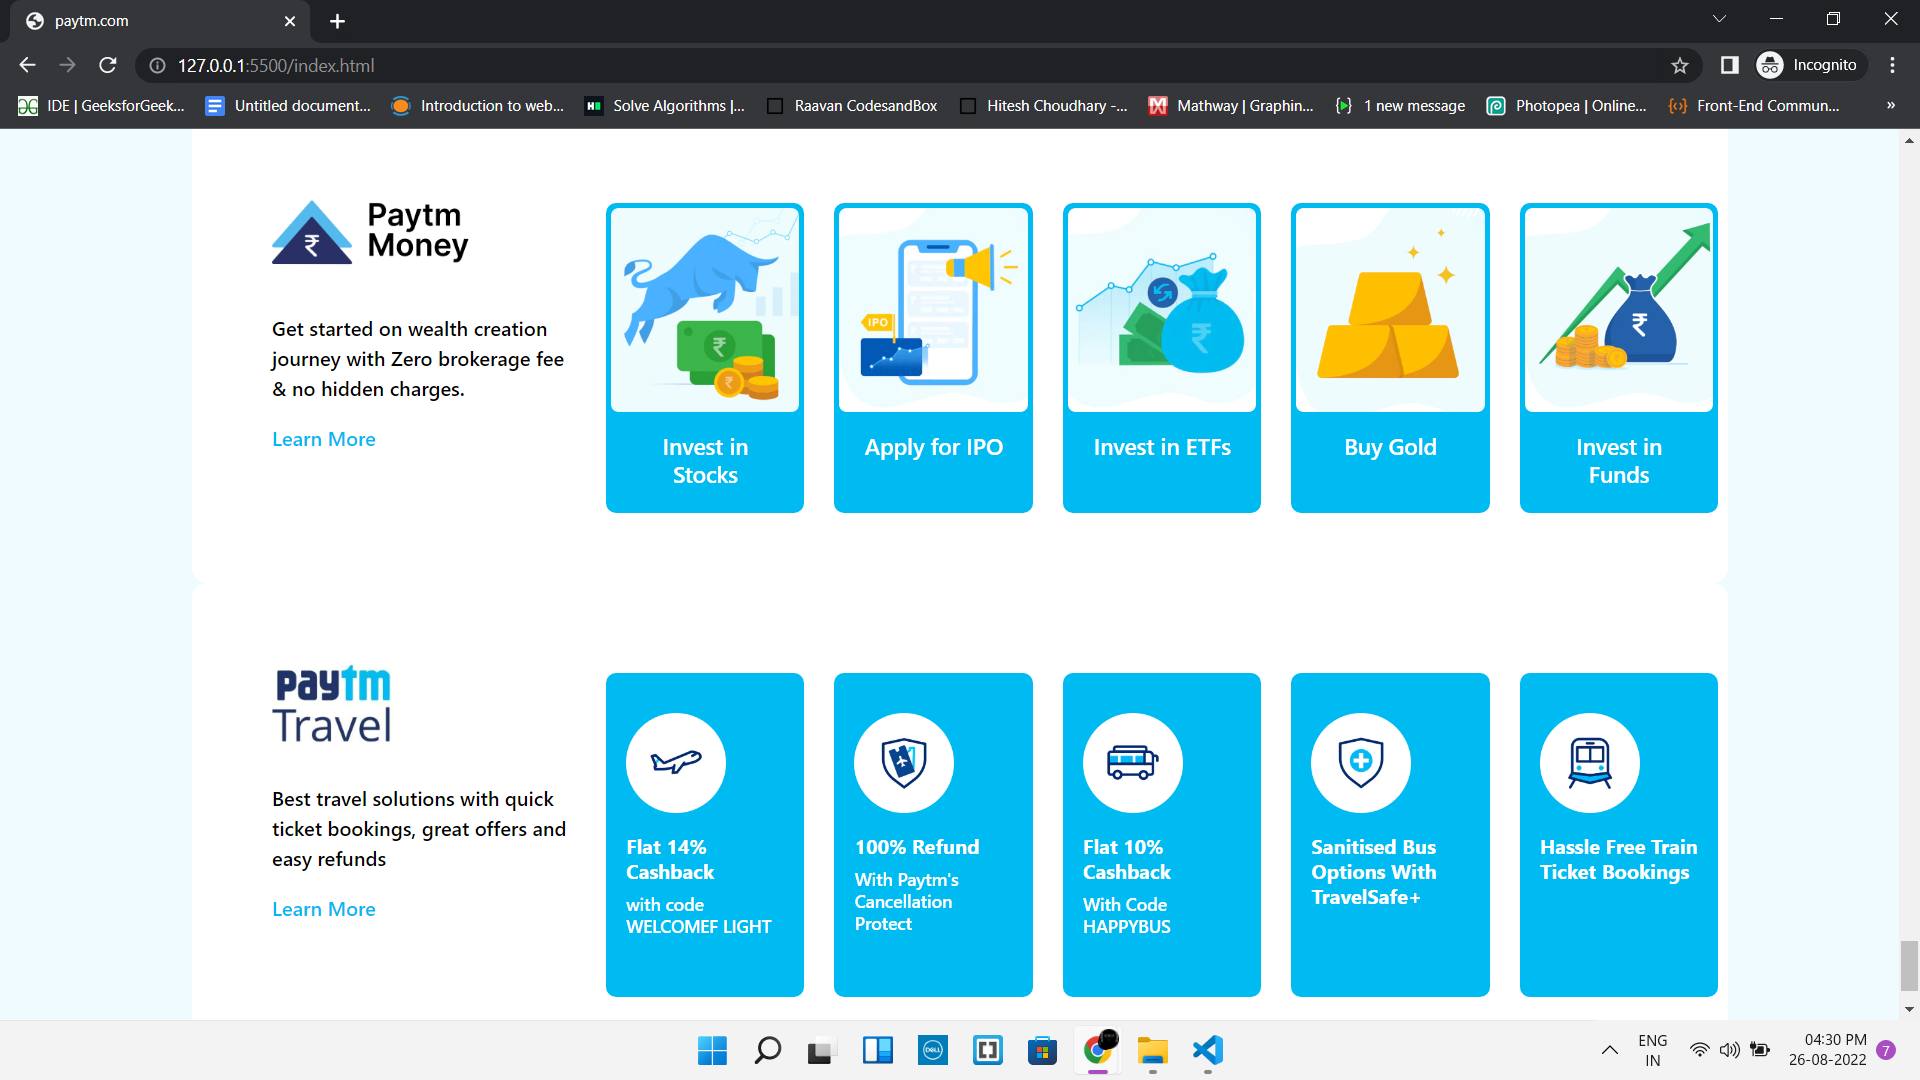 paytm.com
127.0.0.1:5500/index.html
Incognito
IDE | GeeksforGeek...
Untitled document...
Introduction to web...
Solve Algorithms |...
Raavan CodesandBox
Hitesh Choudhary -...
Mathway | Graphin...
1 new message
Photopea | Online...
Front-End Commun...
»
Paytm
Money
Get started on wealth creation
journey with Zero brokerage fee
& no hidden charges.
Learn More
₹
₹
₹
Invest in
Stocks
IPO
Apply for IPO
₹
Invest in ETFs
Buy Gold
₹
Invest in
Funds
paytm
Travel
Best travel solutions with quick
ticket bookings, great offers and
easy refunds
Learn More
Flat 14%
Cashback
with code
WELCOMEF LIGHT
100% Refund
With Paytm's
Cancellation
Protect
Flat 10%
Cashback
With Code
HAPPYBUS
Sanitised Bus
Options With
TravelSafe+
Hassle Free Train
Ticket Bookings
DELL
ENG
IN
04:30 PM
26-08-2022
7